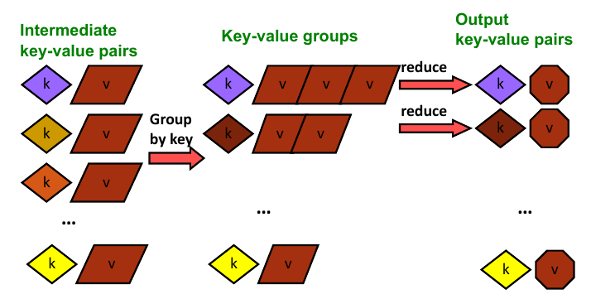 Intermediate
key-value pairs
Key-value groups
Output
key-value pairs
k v
k v v v
reduce
k v
k v
Group
by key
k v v
reduce
k v
k v
...
...
...
k v
k v
k v